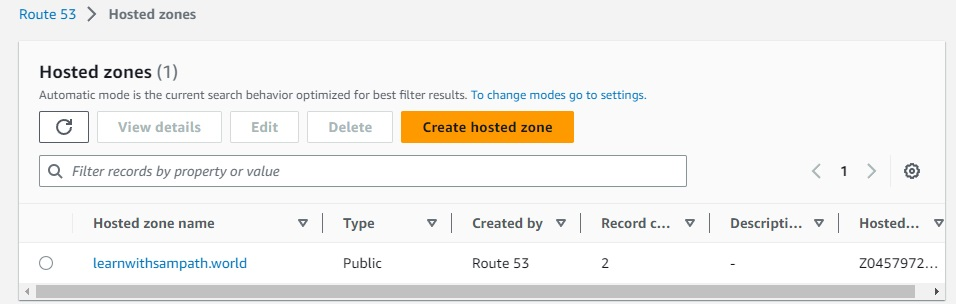 Route 53 > Hosted zones
Hosted zones (1)
Automatic mode is the current search behavior optimized for best filter results. To change modes go to settings.
View details Edit Delete Create hosted zone
Filter records by property or value
1
Hosted zone name Type Created by Record c... Descripti... Hosted...
learnwithsampath.world Public Route 53 2 - Z0457972...